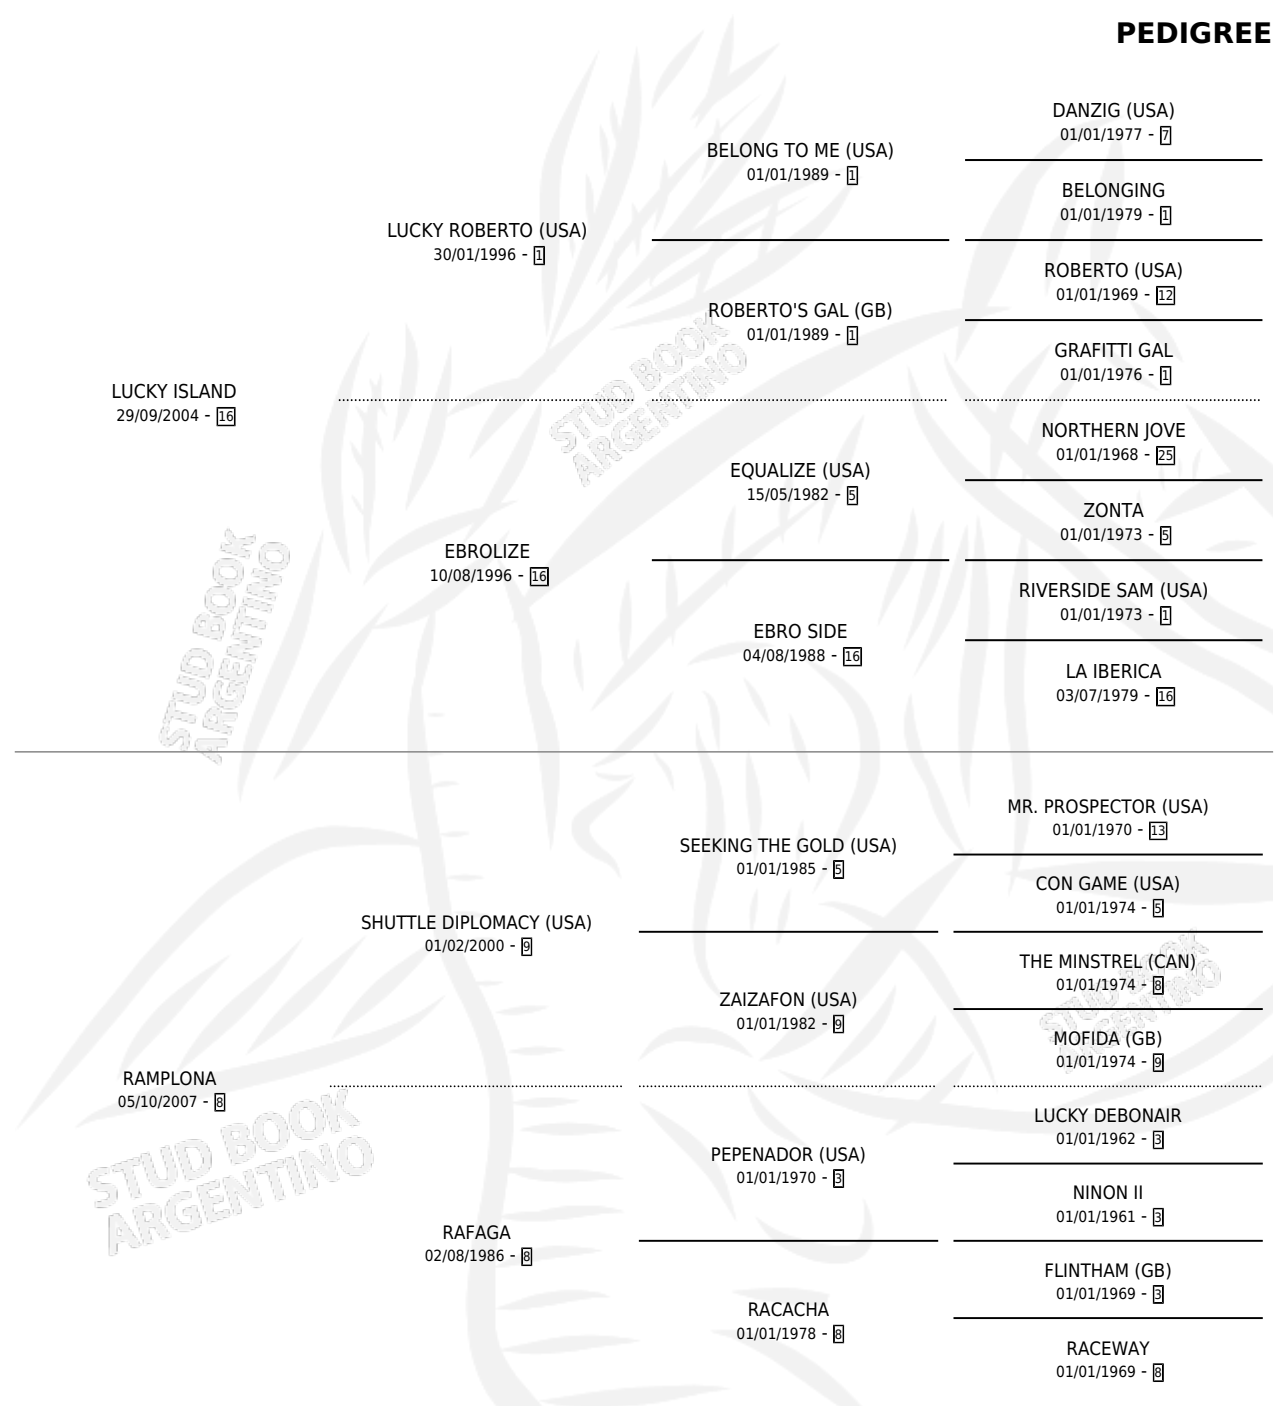 PEDIGREE
DANZIG (USA)
01/01/1977 - 7
BELONG TO ME (USA)
01/01/1989 - 1
BELONGING
01/01/1979 - 1
LUCKY ROBERTO (USA)
30/01/1996 - 1
ROBERTO (USA)
01/01/1969 - 12
ROBERTO'S GAL (GB)
01/01/1989 - 1
GRAFITTI GAL
01/01/1976 - 1
LUCKY ISLAND
29/09/2004 - 16
STUD BOOK
ARGENTINO
NORTHERN JOVE
01/01/1968 - 25
EQUALIZE (USA)
15/05/1982 - 5
ZONTA
01/01/1973 - 5
EBROLIZE
10/08/1996 - 16
RIVERSIDE SAM (USA)
01/01/1973 - 1
EBRO SIDE
04/08/1988 - 16
LA IBERICA
03/07/1979 - 16
STUD BOOK
ARGENTINO
MR. PROSPECTOR (USA)
01/01/1970 - 13
SEEKING THE GOLD (USA)
01/01/1985 - 5
CON GAME (USA)
01/01/1974 - 5
SHUTTLE DIPLOMACY (USA)
01/02/2000 - 9
THE MINSTREL (CAN)
01/01/1974 - 8
ZAIZAFON (USA)
01/01/1982 - 9
STUD BOOK
ARGENTINO
MOFIDA (GB)
01/01/1974 - 9
RAMPLONA
05/10/2007 - 8
LUCKY DEBONAIR
01/01/1962 - 3
PEPENADOR (USA)
01/01/1970 - 3
NINON II
01/01/1961 - 3
STUD BOOK
ARGENTINO
RAFAGA
02/08/1986 - 8
FLINTHAM (GB)
01/01/1969 - 3
RACACHA
01/01/1978 - 8
RACEWAY
01/01/1969 - 8